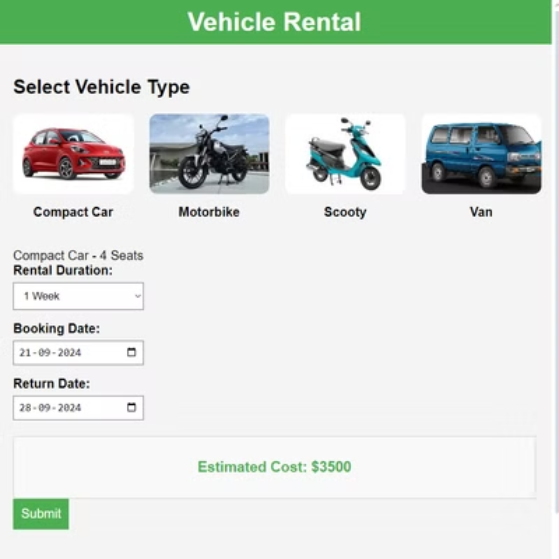 Vehicle Rental
Select Vehicle Type
Compact Car
Motorbike
Scooty
Van
Compact Car - 4 Seats
Rental Duration:
1 Week
Booking Date:
21-09-2024
Return Date:
28-09-2024
Estimated Cost: $3500
Submit